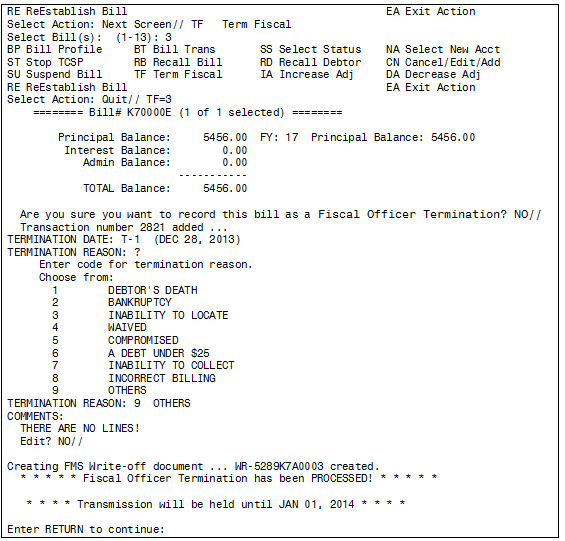 RE ReEstablish Bill EA Exit Action
Select Action: Next Screen// TF Term Fiscal
Select Bill(s): (1-13): 3
BP Bill Profile BT Bill Trans SS Select Status NA Select New Acct
ST Stop TCSP RB Recall Bill RD Recall Debtor CN Cancel/Edit/Add
SU Suspend Bill TF Term Fiscal IA Increase Adj DA Decrease Adj
RE ReEstablish Bill EA Exit Action
Select Action: Quit// TF=3
======== Bill# K70000E (1 of 1 selected) ========
Principal Balance: 5456.00 FY: 17 Principal Balance: 5456.00
Interest Balance: 0.00
Admin Balance: 0.00
-----------
TOTAL Balance: 5456.00
Are you sure you want to record this bill as a Fiscal Officer Termination? NO//
Transaction number 2821 added ...
TERMINATION DATE: T-1 (DEC 28, 2013)
TERMINATION REASON: ?
Enter code for termination reason.
Choose from:
1 DEBTOR'S DEATH
2 BANKRUPTCY
3 INABILITY TO LOCATE
4 WAIVED
5 COMPROMISED
6 A DEBT UNDER $25
7 INABILITY TO COLLECT
8 INCORRECT BILLING
9 OTHERS
TERMINATION REASON: 9 OTHERS
COMMENTS:
THERE ARE NO LINES!
Edit? NO//
Creating FMS Write-off document ... WR-5289K7A0003 created.
* * * * * Fiscal Officer Termination has been PROCESSED! * * * * *
* * * * Transmission will be held until JAN 01, 2014 * * * *
Enter RETURN to continue: